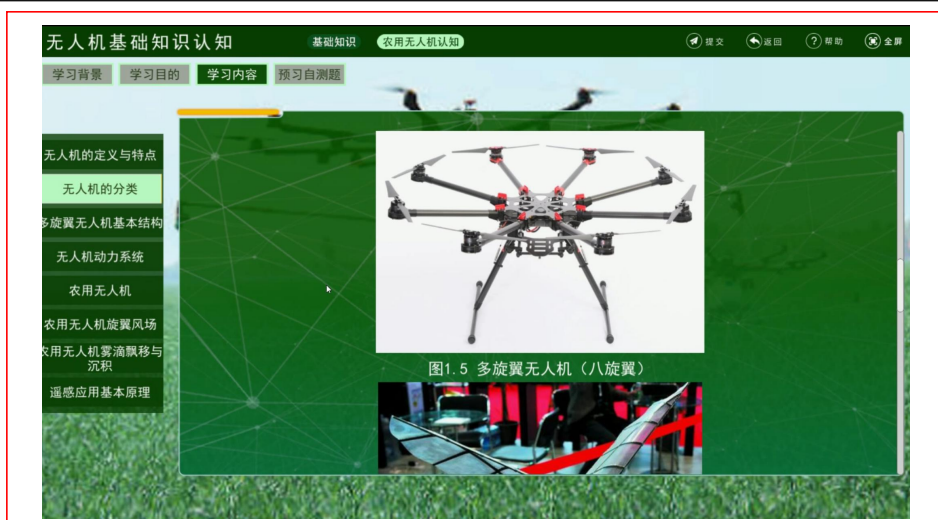 无人机基础知识认知
基础知识
农用无人机认知
提交
返回
帮助
全屏
学习背景
学习目的
学习内容
预习自测题
无人机的定义与特点
无人机的分类
多旋翼无人机基本结构
无人机动力系统
农用无人机
农用无人机旋翼风场
农用无人机雾滴飘移与
沉积
遥感应用基本原理
图1.5 多旋翼无人机（八旋翼）